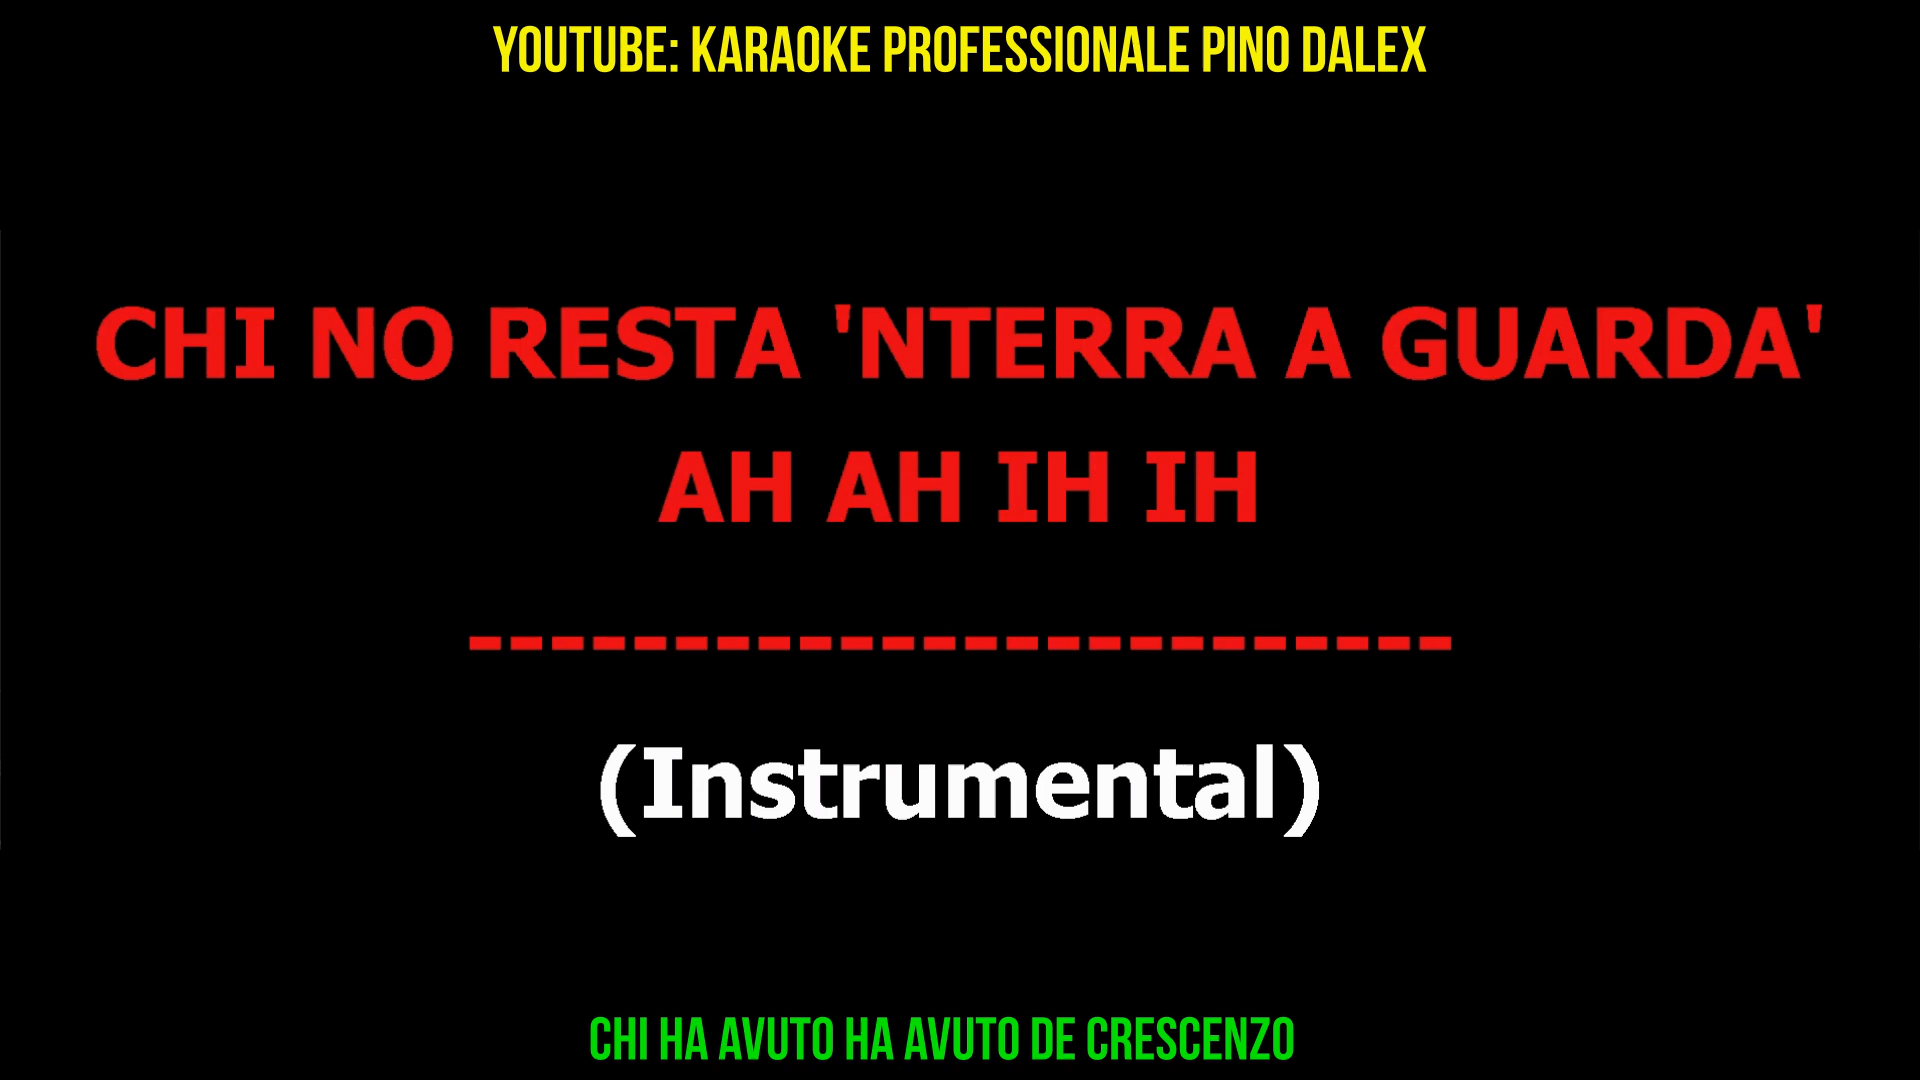 YOUTUBE: KARAOKE PROFESSIONALE PINO DALEX
CHI NO RESTA 'NTERRA A GUARDA'
AH AH IH IH
------------------------
(Instrumental)
CHI HA AVUTO HA AVUTO DE CRESCENZO